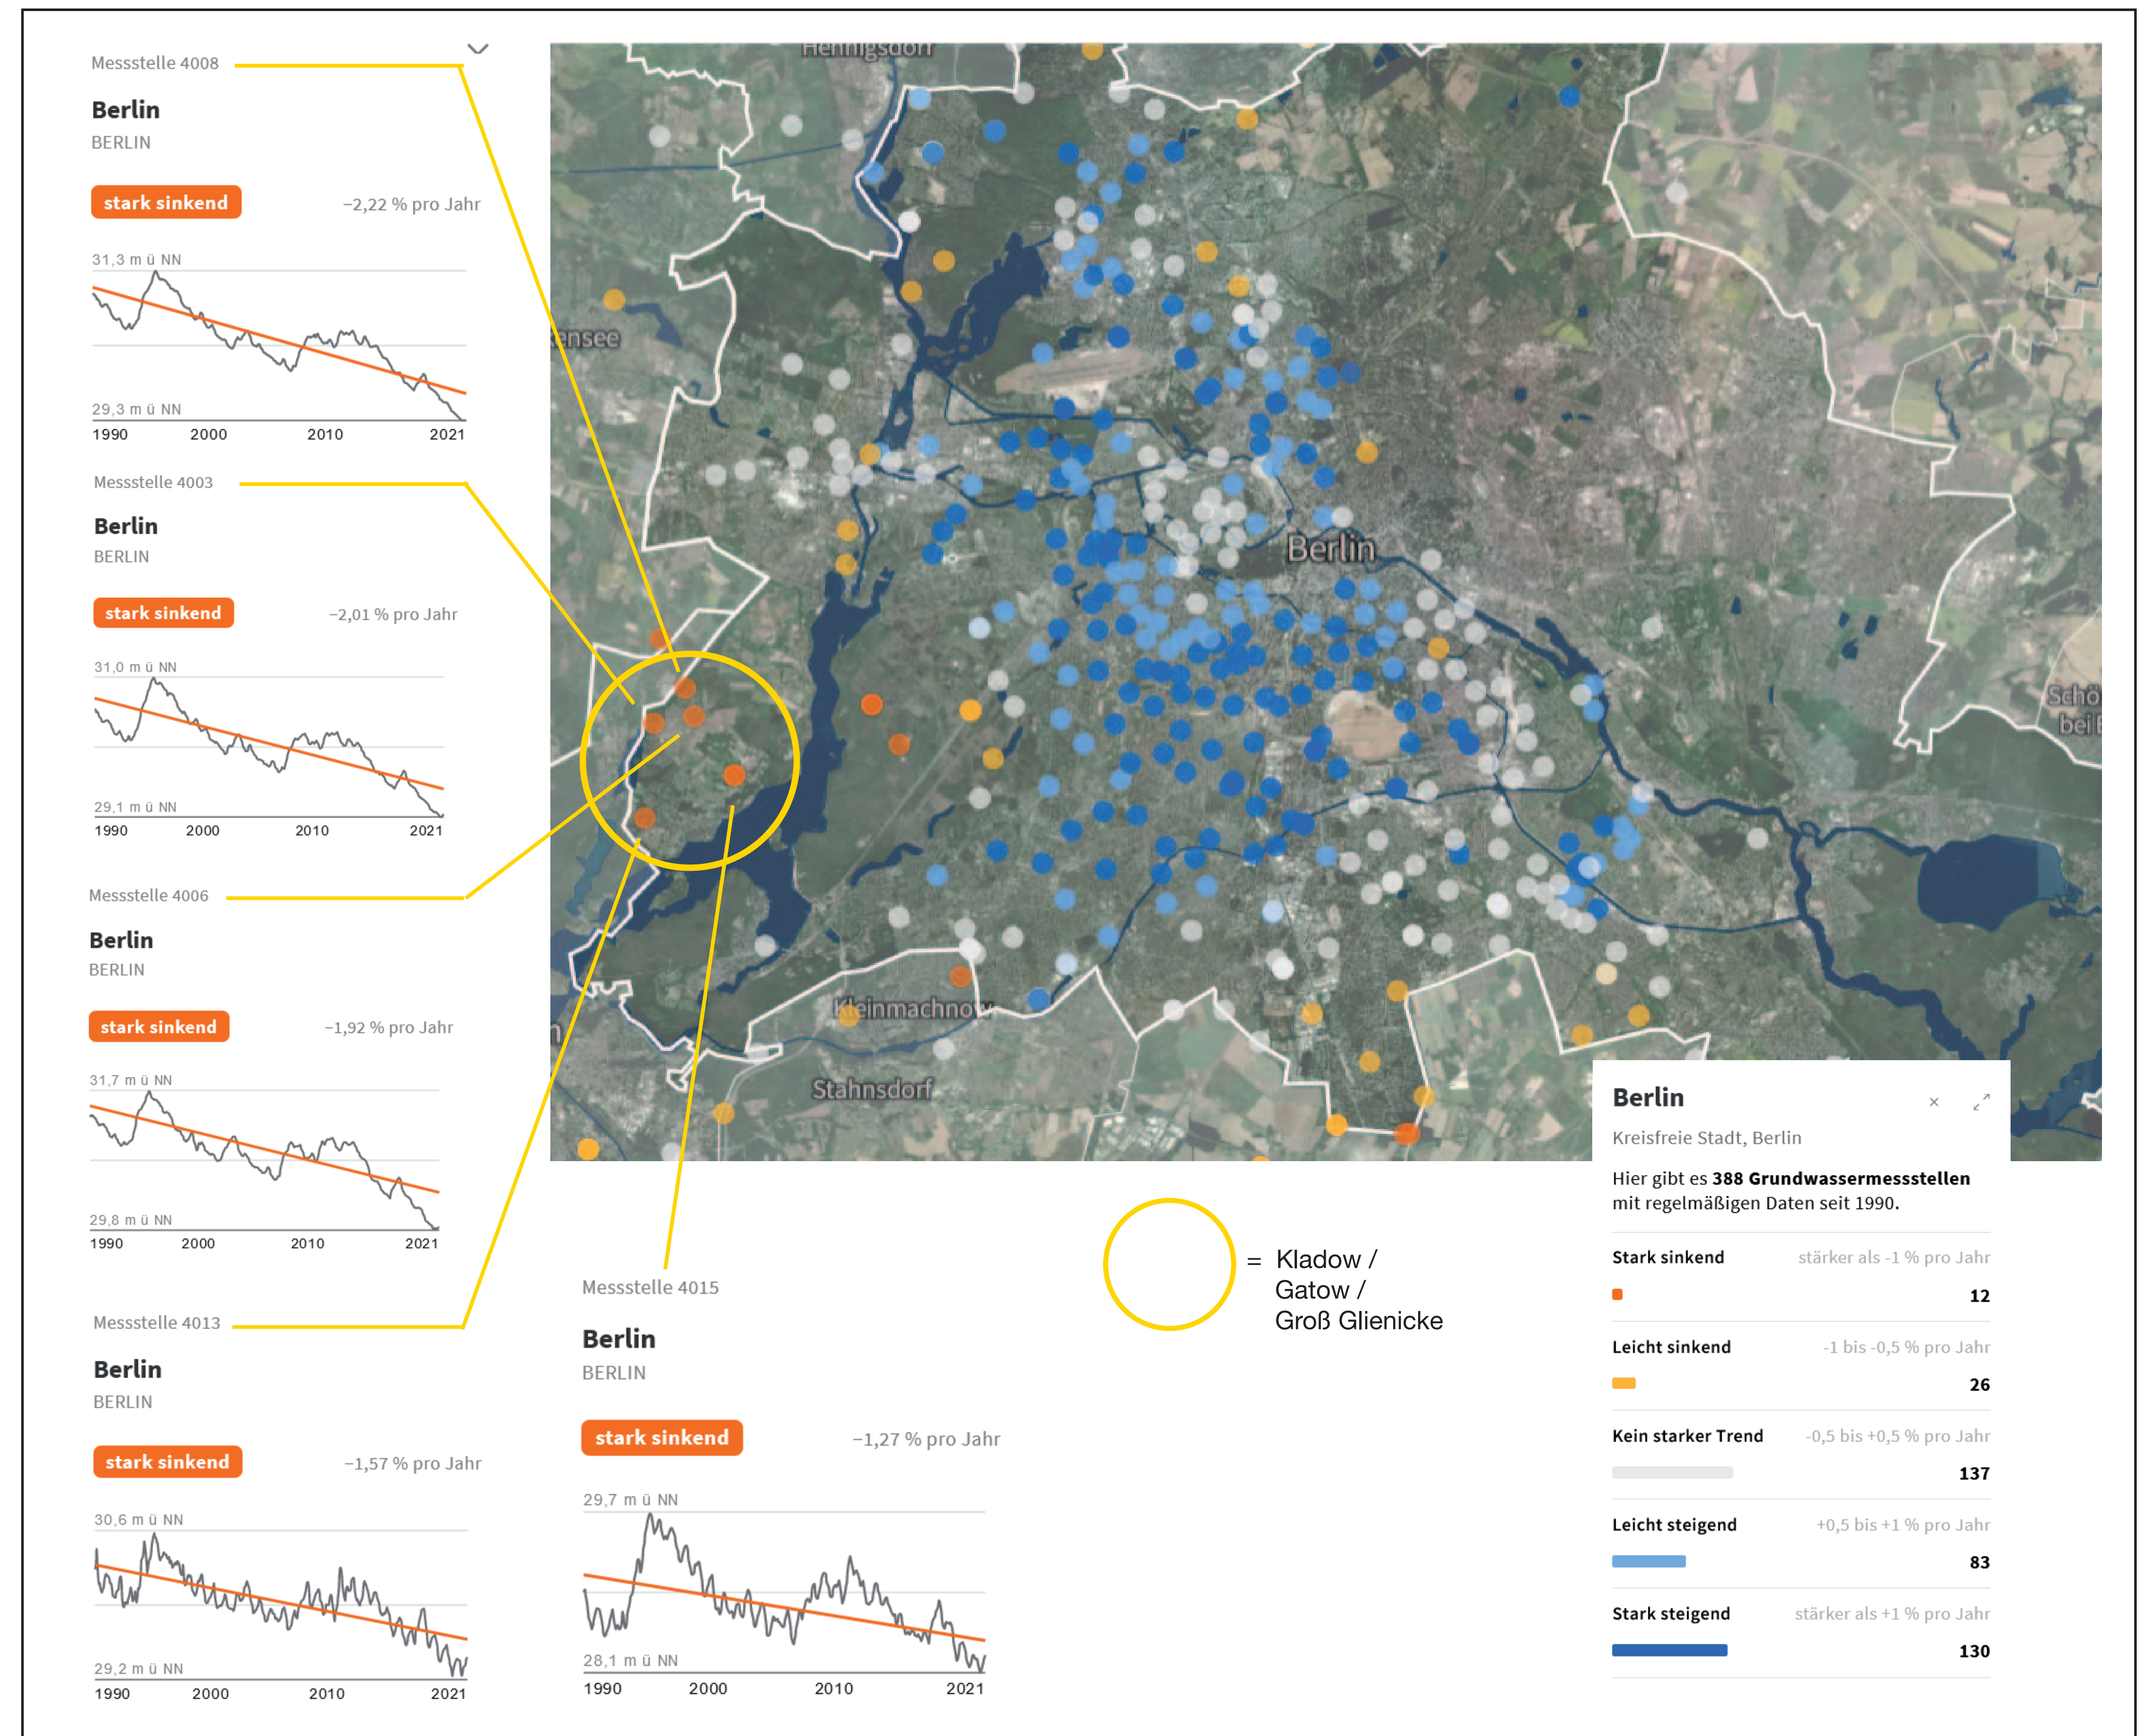 Messstelle 4008
Berlin
BERLIN
stark sinkend
−2,22 % pro Jahr
31,3 m ü NN
29,3 m ü NN
1990 2000 2010 2021
Messstelle 4003
Berlin
BERLIN
stark sinkend
−2,01 % pro Jahr
31,0 m ü NN
29,1 m ü NN
1990 2000 2010 2021
Messstelle 4006
Berlin
BERLIN
stark sinkend
−1,92 % pro Jahr
31,7 m ü NN
29,8 m ü NN
1990 2000 2010 2021
Messstelle 4013
Berlin
BERLIN
stark sinkend
−1,57 % pro Jahr
30,6 m ü NN
29,2 m ü NN
1990 2000 2010 2021
Messstelle 4015
Berlin
BERLIN
stark sinkend
−1,27 % pro Jahr
29,7 m ü NN
28,1 m ü NN
1990 2000 2010 2021
Hennigsdorf
ensee
Berlin
Schö
bei
Kleinmachnow
Stahnsdorf
= Kladow /
Gatow /
Groß Glienicke
Berlin
Kreisfreie Stadt, Berlin
Hier gibt es 388 Grundwassermessstellen
mit regelmäßigen Daten seit 1990.
Stark sinkend stärker als -1 % pro Jahr
12
Leicht sinkend -1 bis -0,5 % pro Jahr
26
Kein starker Trend -0,5 bis +0,5 % pro Jahr
137
Leicht steigend +0,5 bis +1 % pro Jahr
83
Stark steigend stärker als +1 % pro Jahr
130